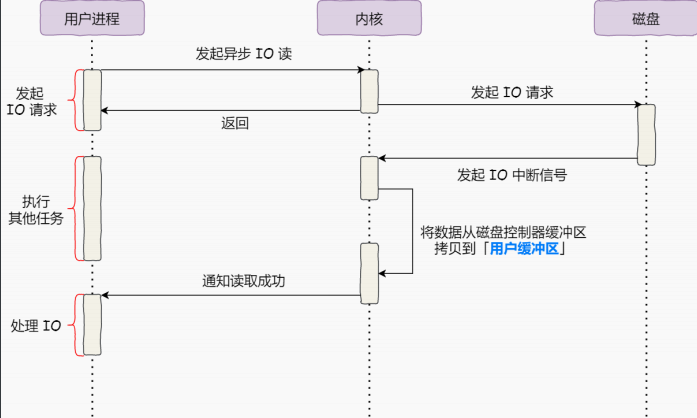 用户进程
内核
磁盘
发起异步 IO 读
发起
IO 请求
发起 IO 请求
返回
发起 IO 中断信号
执行
其他任务
将数据从磁盘控制器缓冲区
拷贝到「用户缓冲区」
通知读取成功
处理 IO